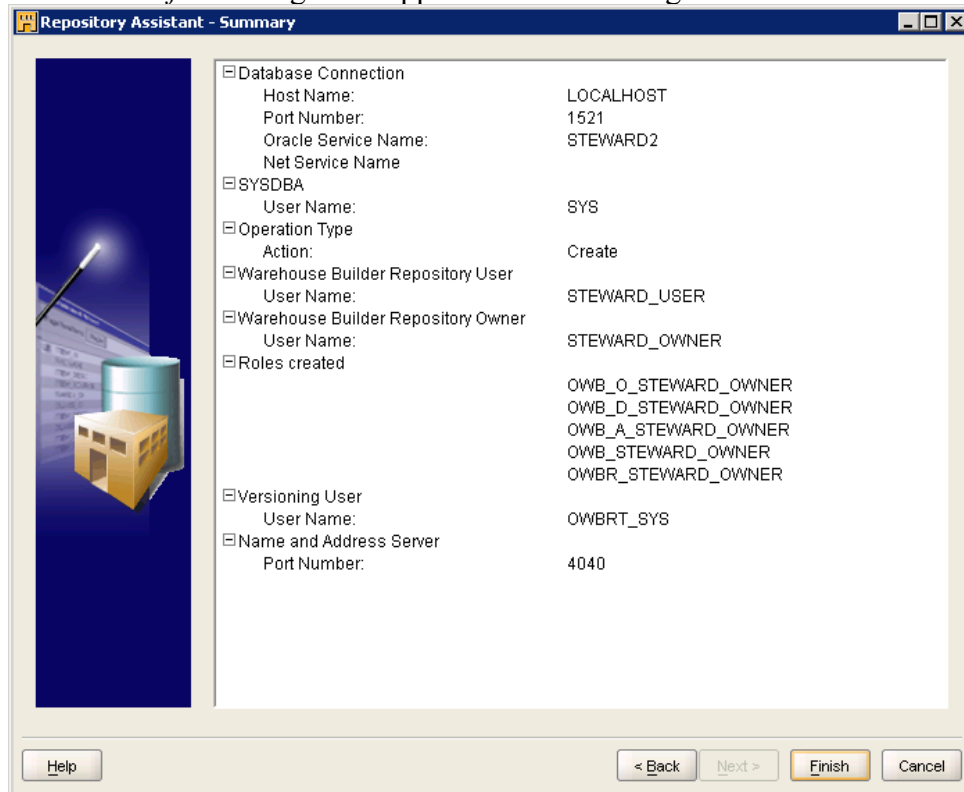 Repository Assistant - Summary
Database Connection
Host Name: LOCALHOST
Port Number: 1521
Oracle Service Name: STEWARD2
Net Service Name
SYSDBA
User Name: SYS
Operation Type
Action: Create
Warehouse Builder Repository User
User Name: STEWARD_USER
Warehouse Builder Repository Owner
User Name: STEWARD_OWNER
Roles created
OWB_O_STEWARD_OWNER
OWB_D_STEWARD_OWNER
OWB_A_STEWARD_OWNER
OWB_STEWARD_OWNER
OWBR_STEWARD_OWNER
Versioning User
User Name: OWBRT_SYS
Name and Address Server
Port Number: 4040
Help < Back Next > Finish Cancel